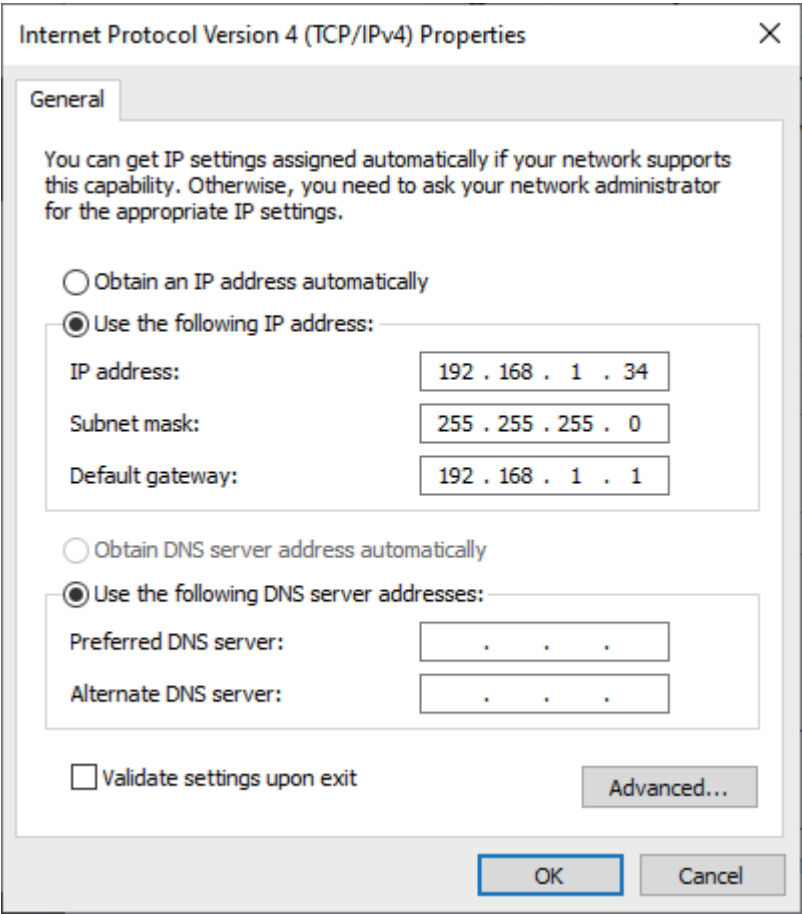 Internet Protocol Version 4 (TCP/IPv4) Properties
General
You can get IP settings assigned automatically if your network supports
this capability. Otherwise, you need to ask your network administrator
for the appropriate IP settings.
Obtain an IP address automatically
Use the following IP address:
IP address: 192 . 168 . 1 . 34
Subnet mask: 255 . 255 . 255 . 0
Default gateway: 192 . 168 . 1 . 1
Obtain DNS server address automatically
Use the following DNS server addresses:
Preferred DNS server: . . .
Alternate DNS server: . . .
Validate settings upon exit
Advanced...
OK Cancel